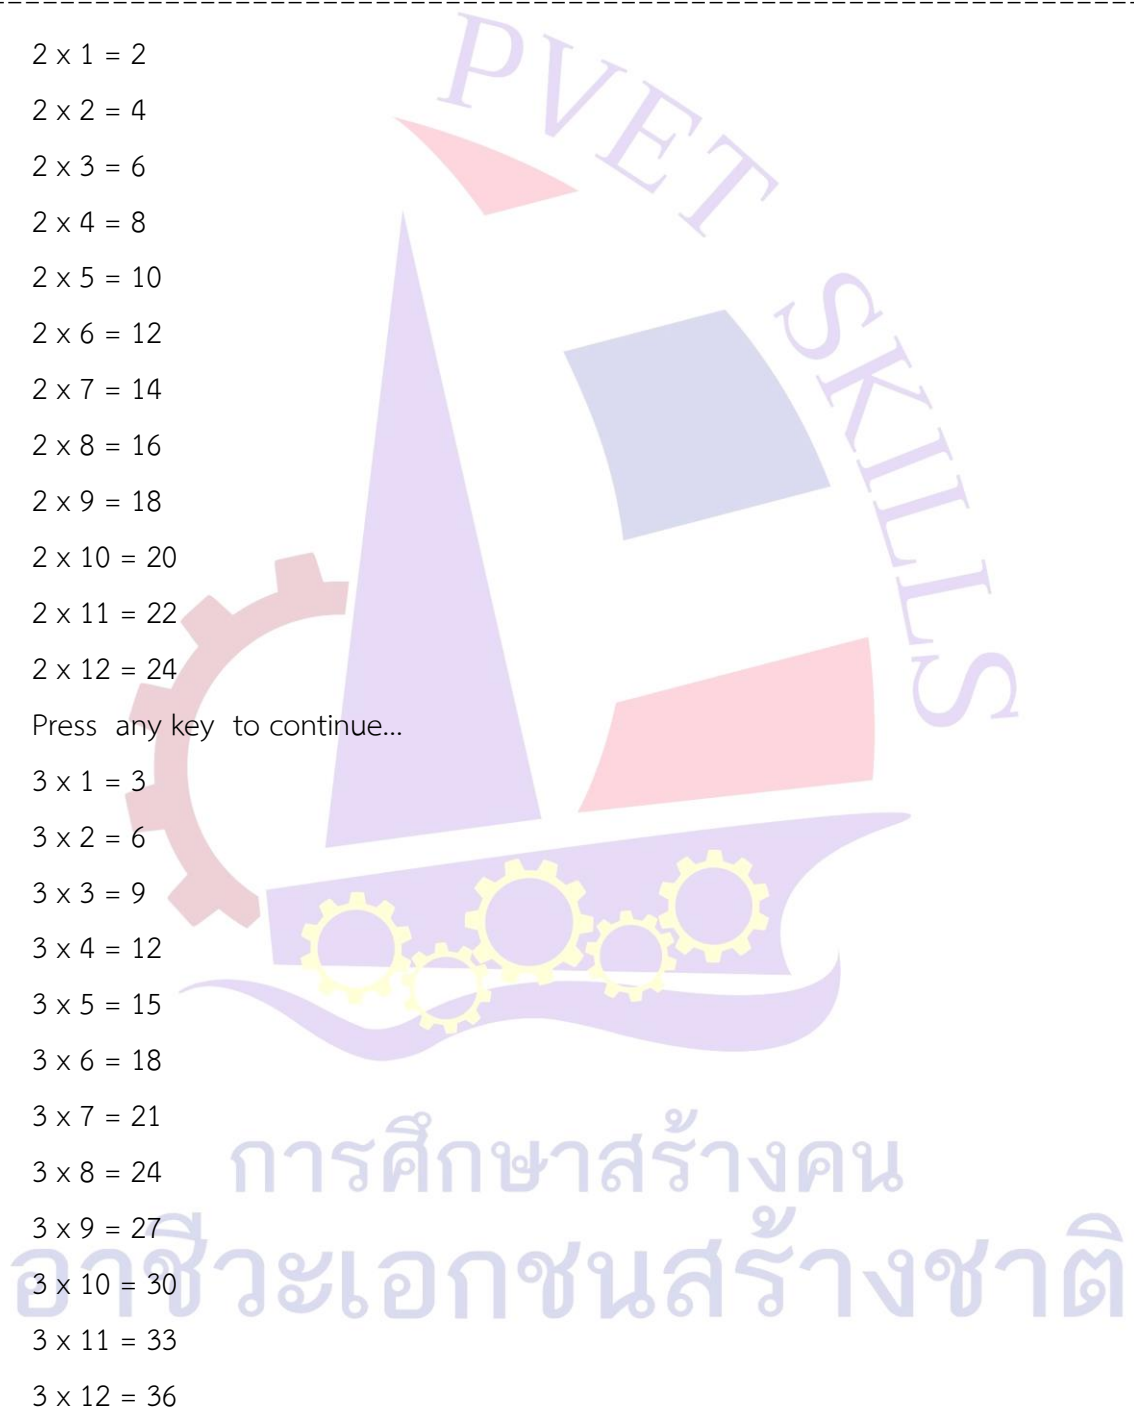 PVET SKILLS
2 x 1 = 2
2 x 2 = 4
2 x 3 = 6
2 x 4 = 8
2 x 5 = 10
2 x 6 = 12
2 x 7 = 14
2 x 8 = 16
2 x 9 = 18
2 x 10 = 20
2 x 11 = 22
2 x 12 = 24
Press any key to continue...
3 x 1 = 3
3 x 2 = 6
3 x 3 = 9
3 x 4 = 12
3 x 5 = 15
3 x 6 = 18
3 x 7 = 21
3 x 8 = 24
3 x 9 = 27
3 x 10 = 30
3 x 11 = 33
3 x 12 = 36
การศึกษาสร้างคน
อาชีวะเอกชนสร้างชาติ